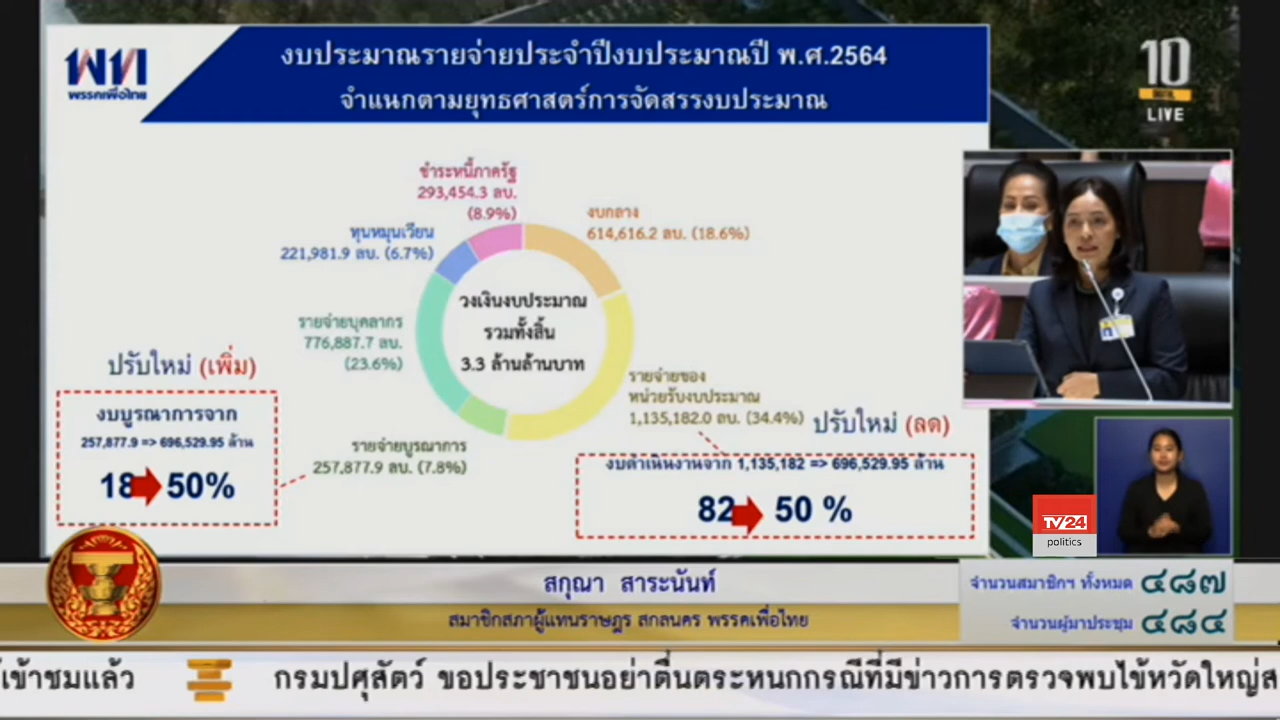 พท
พรรคเพื่อไทย
งบประมาณรายจ่ายประจำปีงบประมาณปี พ.ศ.2564
จำแนกตามยุทธศาสตร์การจัดสรรงบประมาณ
10
DIGITAL
LIVE
ชำระหนี้ภาครัฐ
293,454.3 ลบ.
(8.9%)
งบกลาง
614,616.2 ลบ. (18.6%)
ทุนหมุนเวียน
221,981.9 ลบ. (6.7%)
วงเงินงบประมาณ
รวมทั้งสิ้น
3.3 ล้านล้านบาท
รายจ่ายบุคลากร
776,887.7 ลบ.
(23.6%)
รายจ่ายของ
หน่วยรับงบประมาณ
1,135,182.0 ลบ. (34.4%)
รายจ่ายบูรณาการ
257,877.9 ลบ. (7.8%)
ปรับใหม่ (เพิ่ม)
งบบูรณาการจาก
257,877.9 => 696,529.95 ล้าน
18 50%
ปรับใหม่ (ลด)
งบดำเนินงานจาก 1,135,182 => 696,529.95 ล้าน
82 50 %
TV24
politics
สกุณา สาระนันท์
สมาชิกสภาผู้แทนราษฎร สกลนคร พรรคเพื่อไทย
จำนวนสมาชิกฯ ทั้งหมด ๔๘๗
จำนวนผู้มาประชุม ๔๘๔
เข้าชมแล้ว กรมปศุสัตว์ ขอประชาชนอย่าตื่นตระหนกกรณีที่มีข่าวการตรวจพบไข้หวัดใหญ่ส